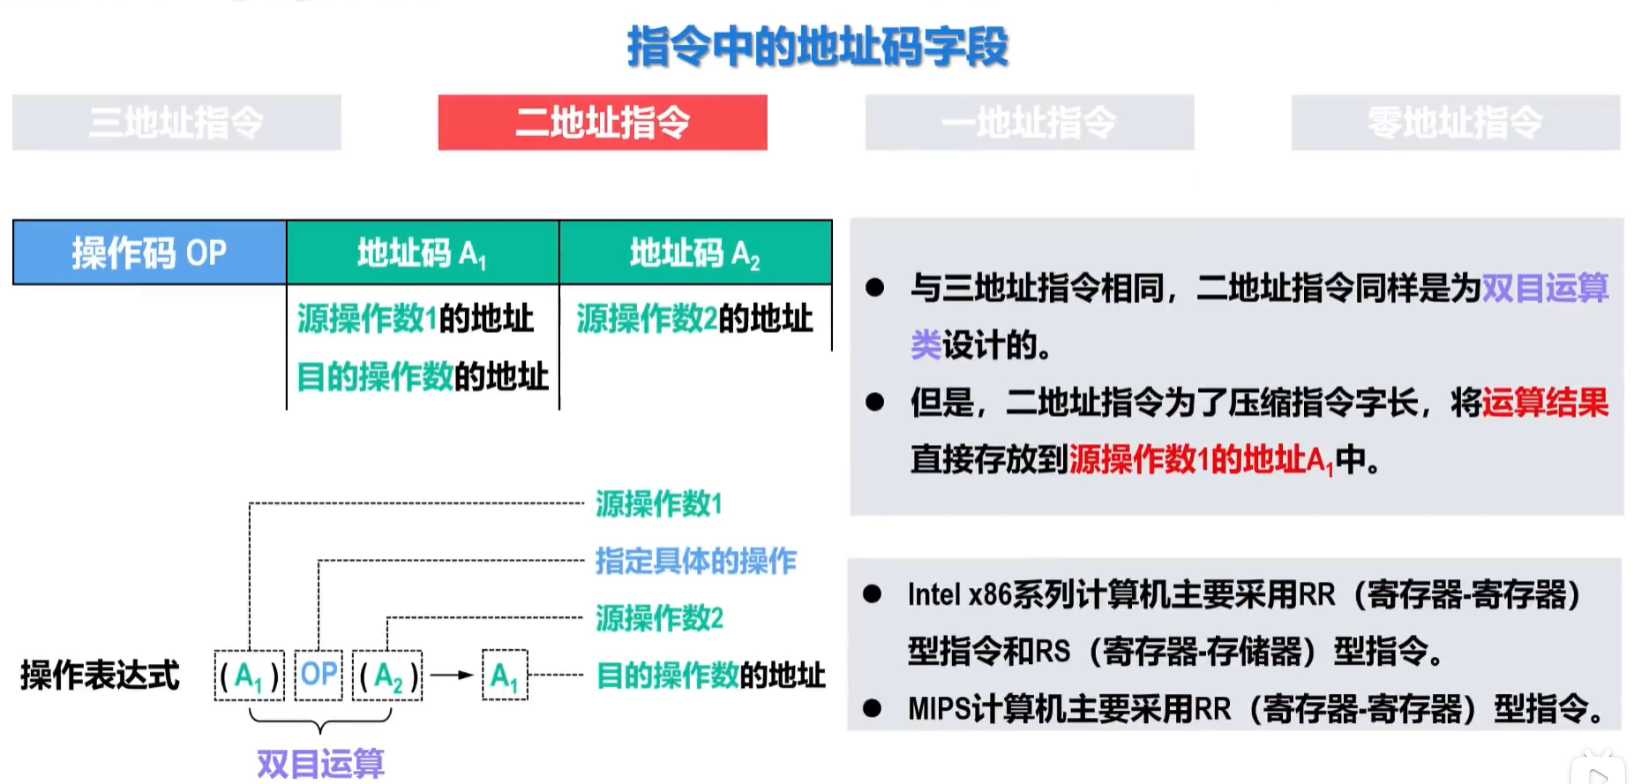 指令中的地址码字段
三地址指令
二地址指令
一地址指令
零地址指令
操作码 OP
地址码 A₁
地址码 A₂
源操作数1的地址
源操作数2的地址
目的操作数的地址
● 与三地址指令相同，二地址指令同样是为双目运算
类设计的。
● 但是，二地址指令为了压缩指令字长，将运算结果
直接存放到源操作数1的地址A₁中。
源操作数1
指定具体的操作
源操作数2
操作表达式 (A₁) OP (A₂) → A₁ 目的操作数的地址
双目运算
● Intel x86系列计算机主要采用RR（寄存器-寄存器）
型指令和RS（寄存器-存储器）型指令。
● MIPS计算机主要采用RR（寄存器-寄存器）型指令。